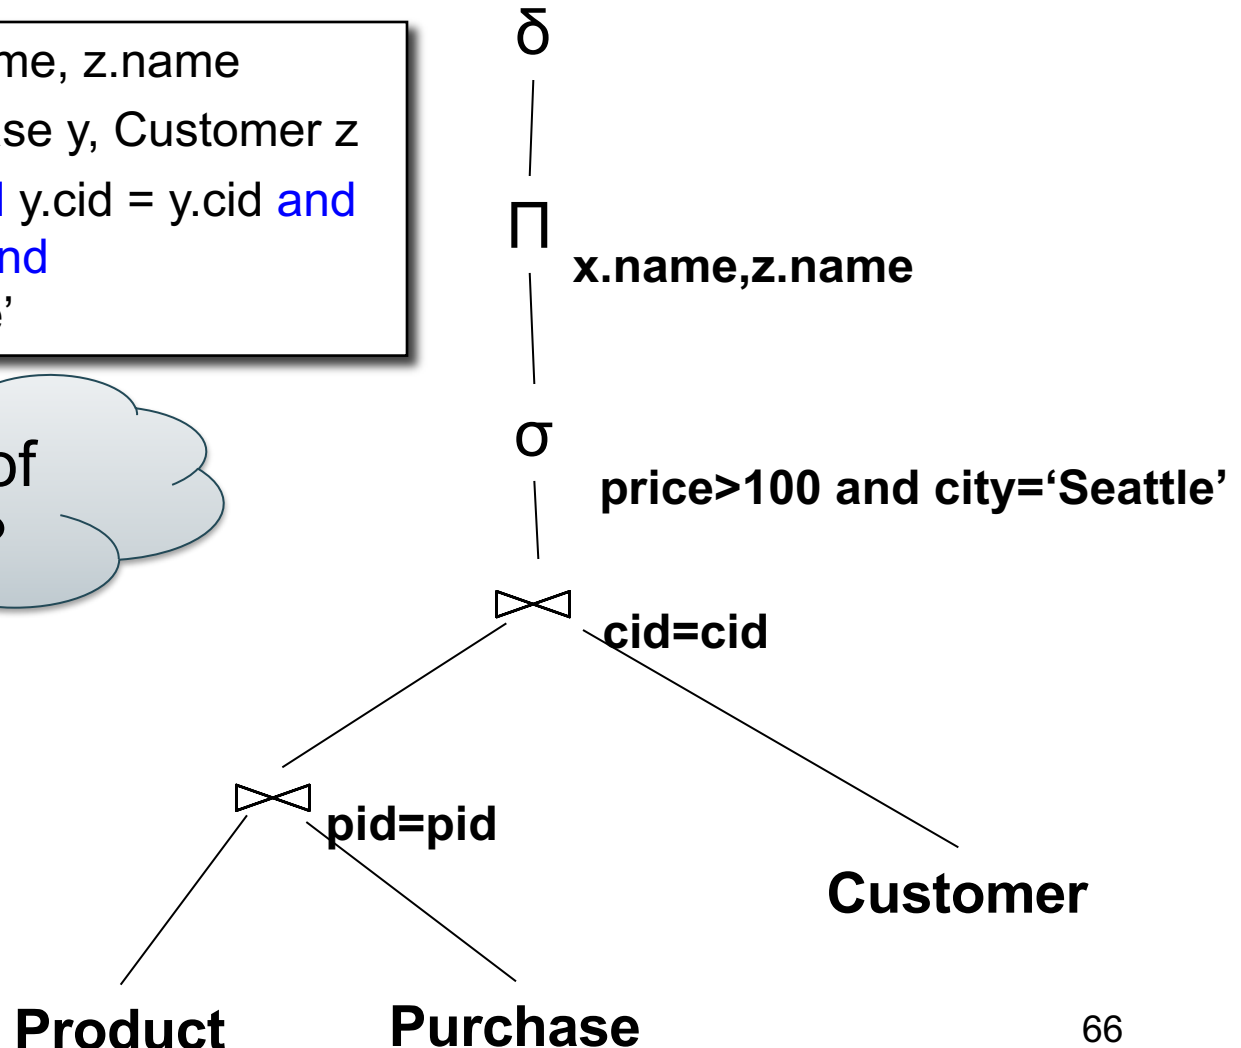 me, z.name
se y, Customer z
y.cid = y.cid and
nd
’
of
?
δ
Π
x.name,z.name
σ
price>100 and city=‘Seattle’
cid=cid
pid=pid
Customer
Product
Purchase
66